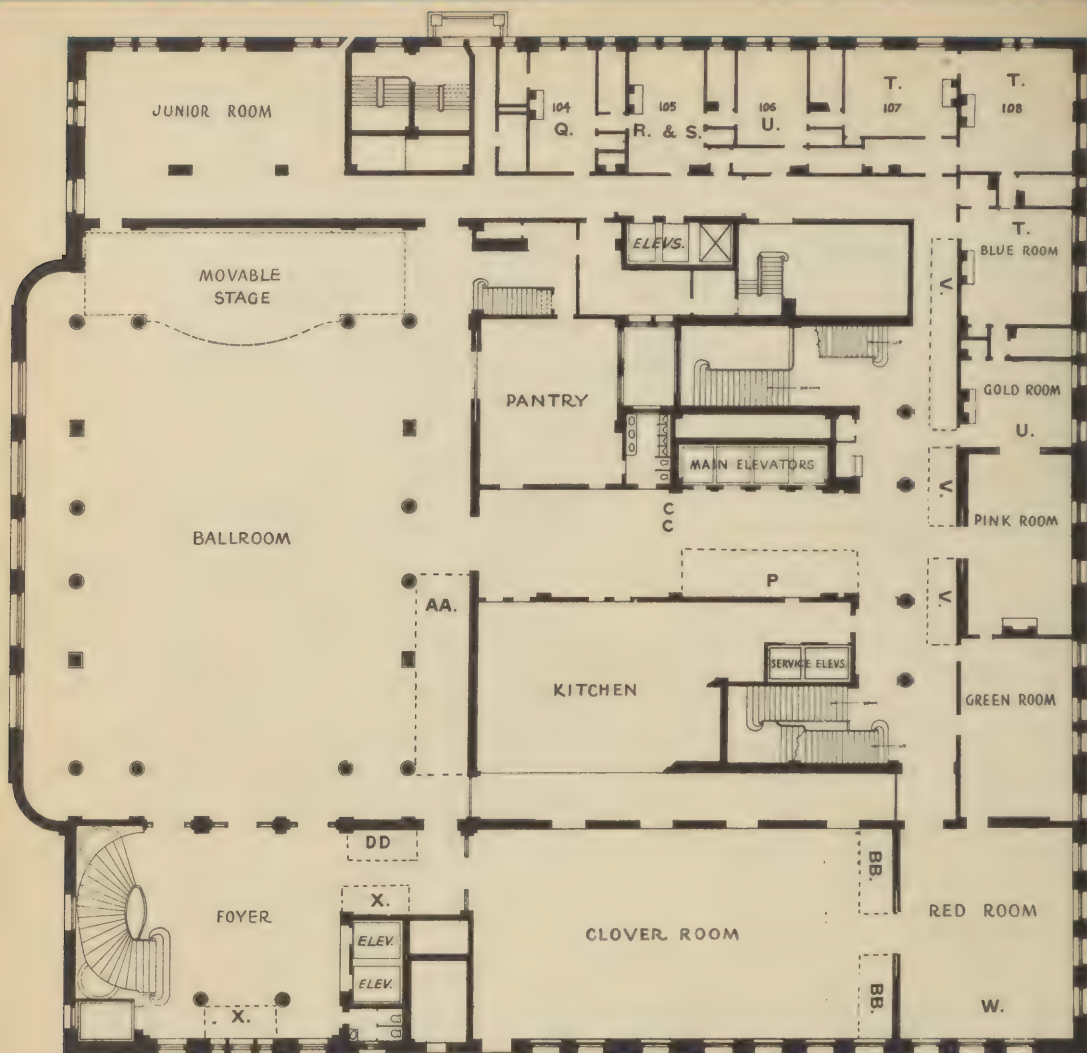 JUNIOR ROOM
104
Q.
105
R. & S.
106
U.
T.
107
T.
108
MOVABLE
STAGE
ELEVS.
V.
T.
BLUE ROOM
PANTRY
GOLD ROOM
U.
MAIN ELEVATORS
V.
PINK ROOM
BALLROOM
C
C
P
V.
AA.
SERVICE ELEVS.
KITCHEN
GREEN ROOM
DD
X.
FOYER
ELEV.
ELEV.
X.
CLOVER ROOM
BB.
BB.
RED ROOM
W.